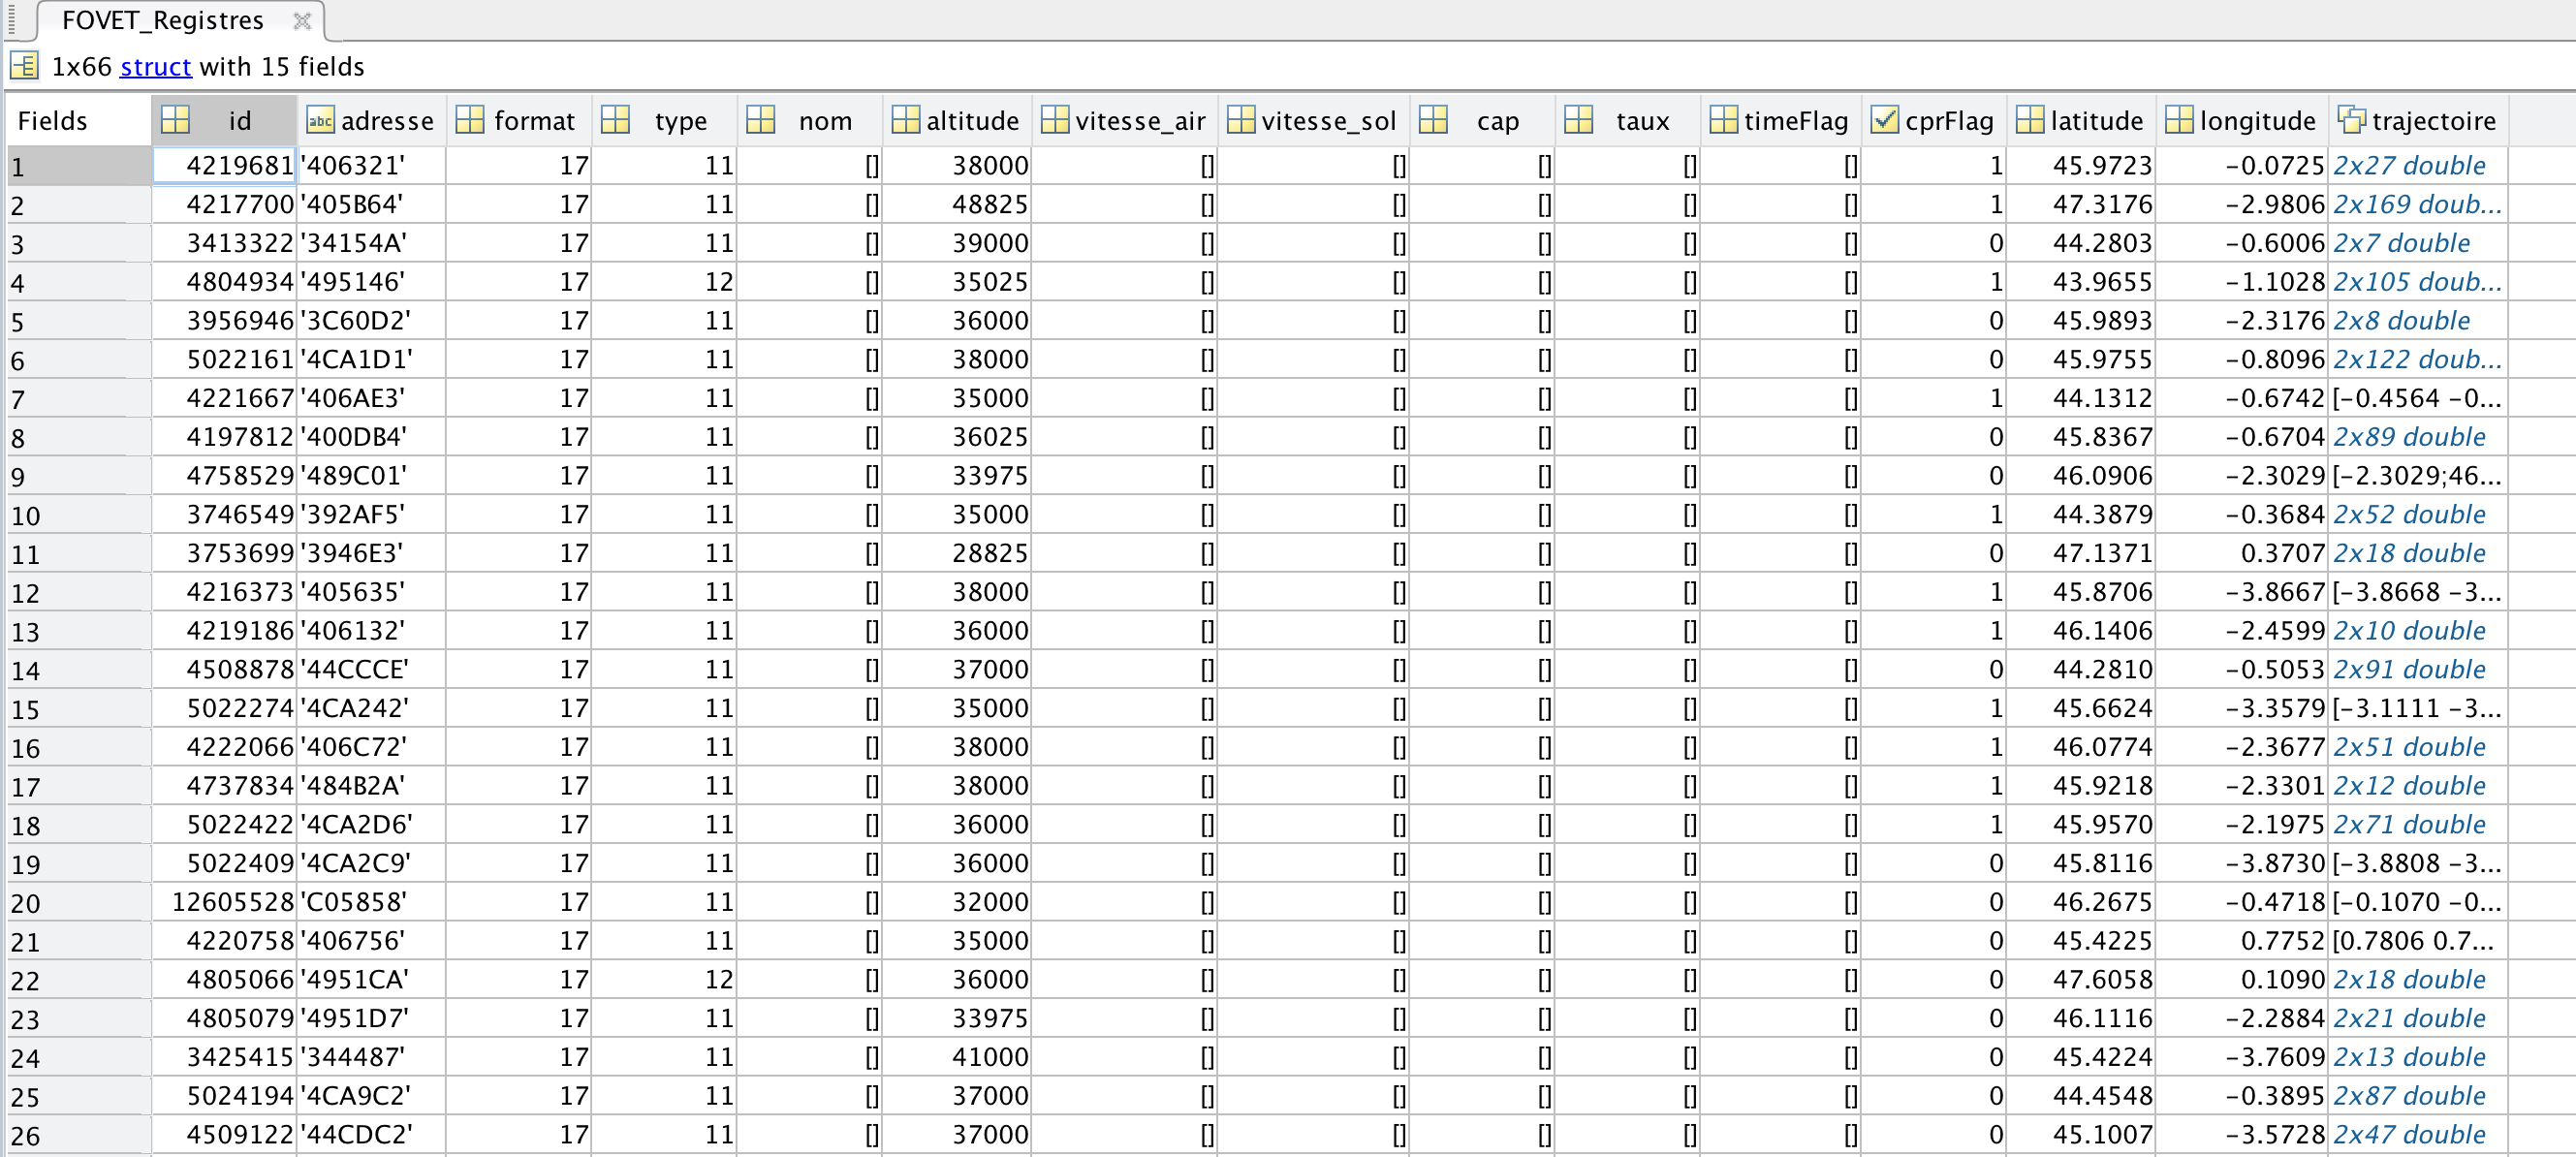 FOVET_Registres
1x66 struct with 15 fields
Fields id adresse format type nom altitude vitesse_air vitesse_sol cap taux timeFlag cprFlag latitude longitude trajectoire
1 4219681 '406321' 17 11 [] 38000 [] [] [] [] [] 1 45.9723 -0.0725 2x27 double
2 4217700 '405B64' 17 11 [] 48825 [] [] [] [] [] 1 47.3176 -2.9806 2x169 doub...
3 3413322 '34154A' 17 11 [] 39000 [] [] [] [] [] 0 44.2803 -0.6006 2x7 double
4 4804934 '495146' 17 12 [] 35025 [] [] [] [] [] 1 43.9655 -1.1028 2x105 doub...
5 3956946 '3C60D2' 17 11 [] 36000 [] [] [] [] [] 0 45.9893 -2.3176 2x8 double
6 5022161 '4CA1D1' 17 11 [] 38000 [] [] [] [] [] 0 45.9755 -0.8096 2x122 doub...
7 4221667 '406AE3' 17 11 [] 35000 [] [] [] [] [] 1 44.1312 -0.6742 [-0.4564 -0...
8 4197812 '400DB4' 17 11 [] 36025 [] [] [] [] [] 0 45.8367 -0.6704 2x89 double
9 4758529 '489C01' 17 11 [] 33975 [] [] [] [] [] 0 46.0906 -2.3029 [-2.3029;46...
10 3746549 '392AF5' 17 11 [] 35000 [] [] [] [] [] 1 44.3879 -0.3684 2x52 double
11 3753699 '3946E3' 17 11 [] 28825 [] [] [] [] [] 0 47.1371 0.3707 2x18 double
12 4216373 '405635' 17 11 [] 38000 [] [] [] [] [] 1 45.8706 -3.8667 [-3.8668 -3...
13 4219186 '406132' 17 11 [] 36000 [] [] [] [] [] 1 46.1406 -2.4599 2x10 double
14 4508878 '44CCCE' 17 11 [] 37000 [] [] [] [] [] 0 44.2810 -0.5053 2x91 double
15 5022274 '4CA242' 17 11 [] 35000 [] [] [] [] [] 1 45.6624 -3.3579 [-3.1111 -3...
16 4222066 '406C72' 17 11 [] 38000 [] [] [] [] [] 1 46.0774 -2.3677 2x51 double
17 4737834 '484B2A' 17 11 [] 38000 [] [] [] [] [] 1 45.9218 -2.3301 2x12 double
18 5022422 '4CA2D6' 17 11 [] 36000 [] [] [] [] [] 1 45.9570 -2.1975 2x71 double
19 5022409 '4CA2C9' 17 11 [] 36000 [] [] [] [] [] 0 45.8116 -3.8730 [-3.8808 -3...
20 12605528 'C05858' 17 11 [] 32000 [] [] [] [] [] 0 46.2675 -0.4718 [-0.1070 -0...
21 4220758 '406756' 17 11 [] 35000 [] [] [] [] [] 0 45.4225 0.7752 [0.7806 0.7...
22 4805066 '4951CA' 17 12 [] 36000 [] [] [] [] [] 0 47.6058 0.1090 2x18 double
23 4805079 '4951D7' 17 11 [] 33975 [] [] [] [] [] 0 46.1116 -2.2884 2x21 double
24 3425415 '344487' 17 11 [] 41000 [] [] [] [] [] 0 45.4224 -3.7609 2x13 double
25 5024194 '4CA9C2' 17 11 [] 37000 [] [] [] [] [] 0 44.4548 -0.3895 2x87 double
26 4509122 '44CDC2' 17 11 [] 37000 [] [] [] [] [] 0 45.1007 -3.5728 2x47 double